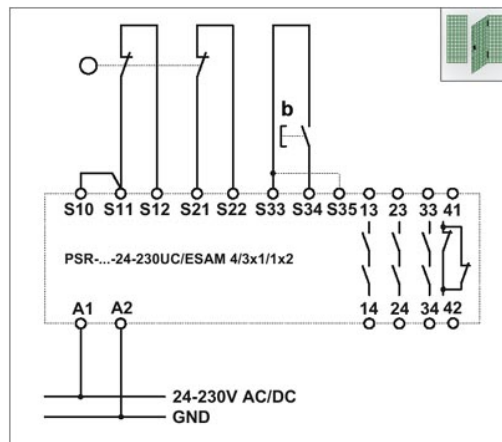 b
S10 S11 S12 S21 S22 S33 S34 S35 13 23 33 41
PSR-...-24-230UC/ESAM 4/3x1/1x2
14 24 34 42
A1 A2
24-230V AC/DC
GND